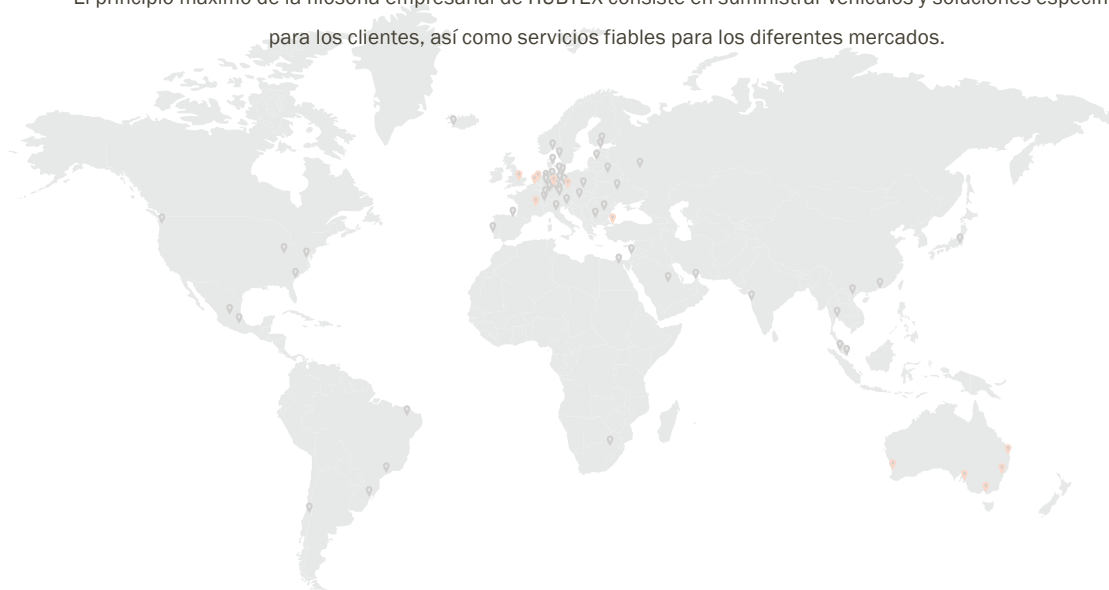 El principio máximo de la filosofía empresarial de HUBTEX consiste en suministrar vehículos y soluciones
para los clientes, así como servicios fiables para los diferentes mercados.